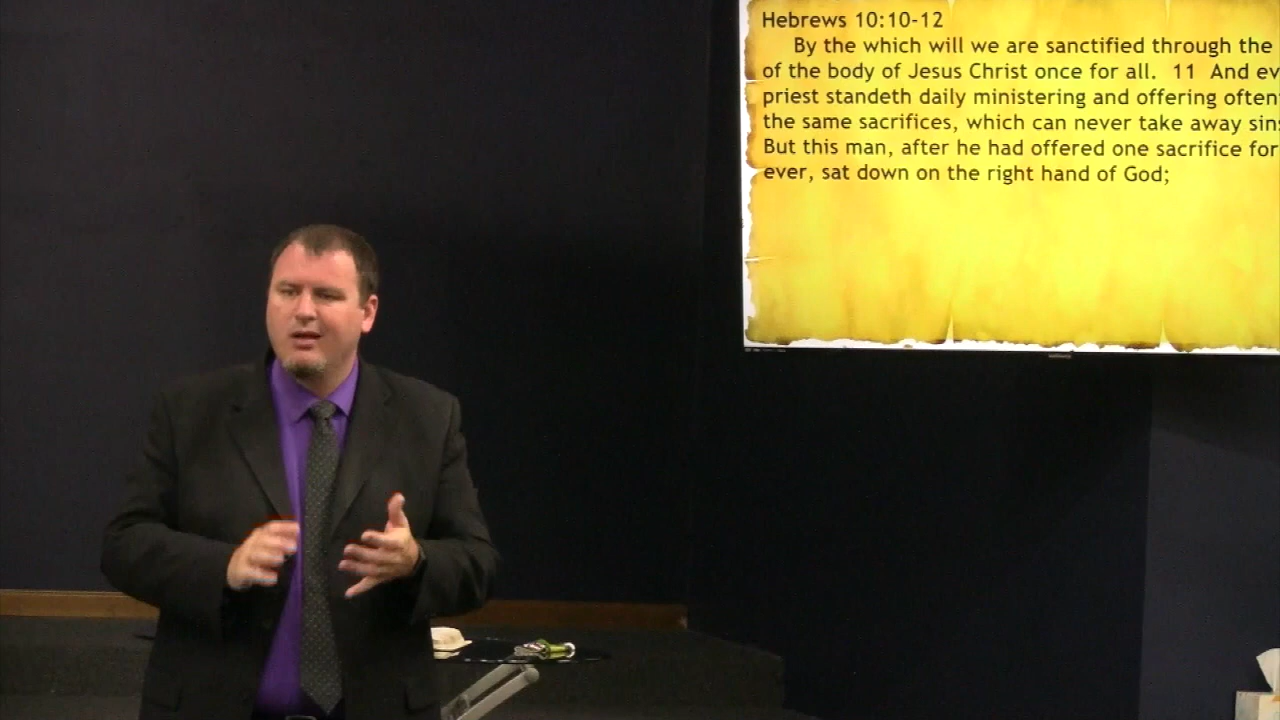 Hebrews 10:10-12
By the which will we are sanctified through the
of the body of Jesus Christ once for all. 11 And ev
priest standeth daily ministering and offering often
the same sacrifices, which can never take away sins
But this man, after he had offered one sacrifice for
ever, sat down on the right hand of God;